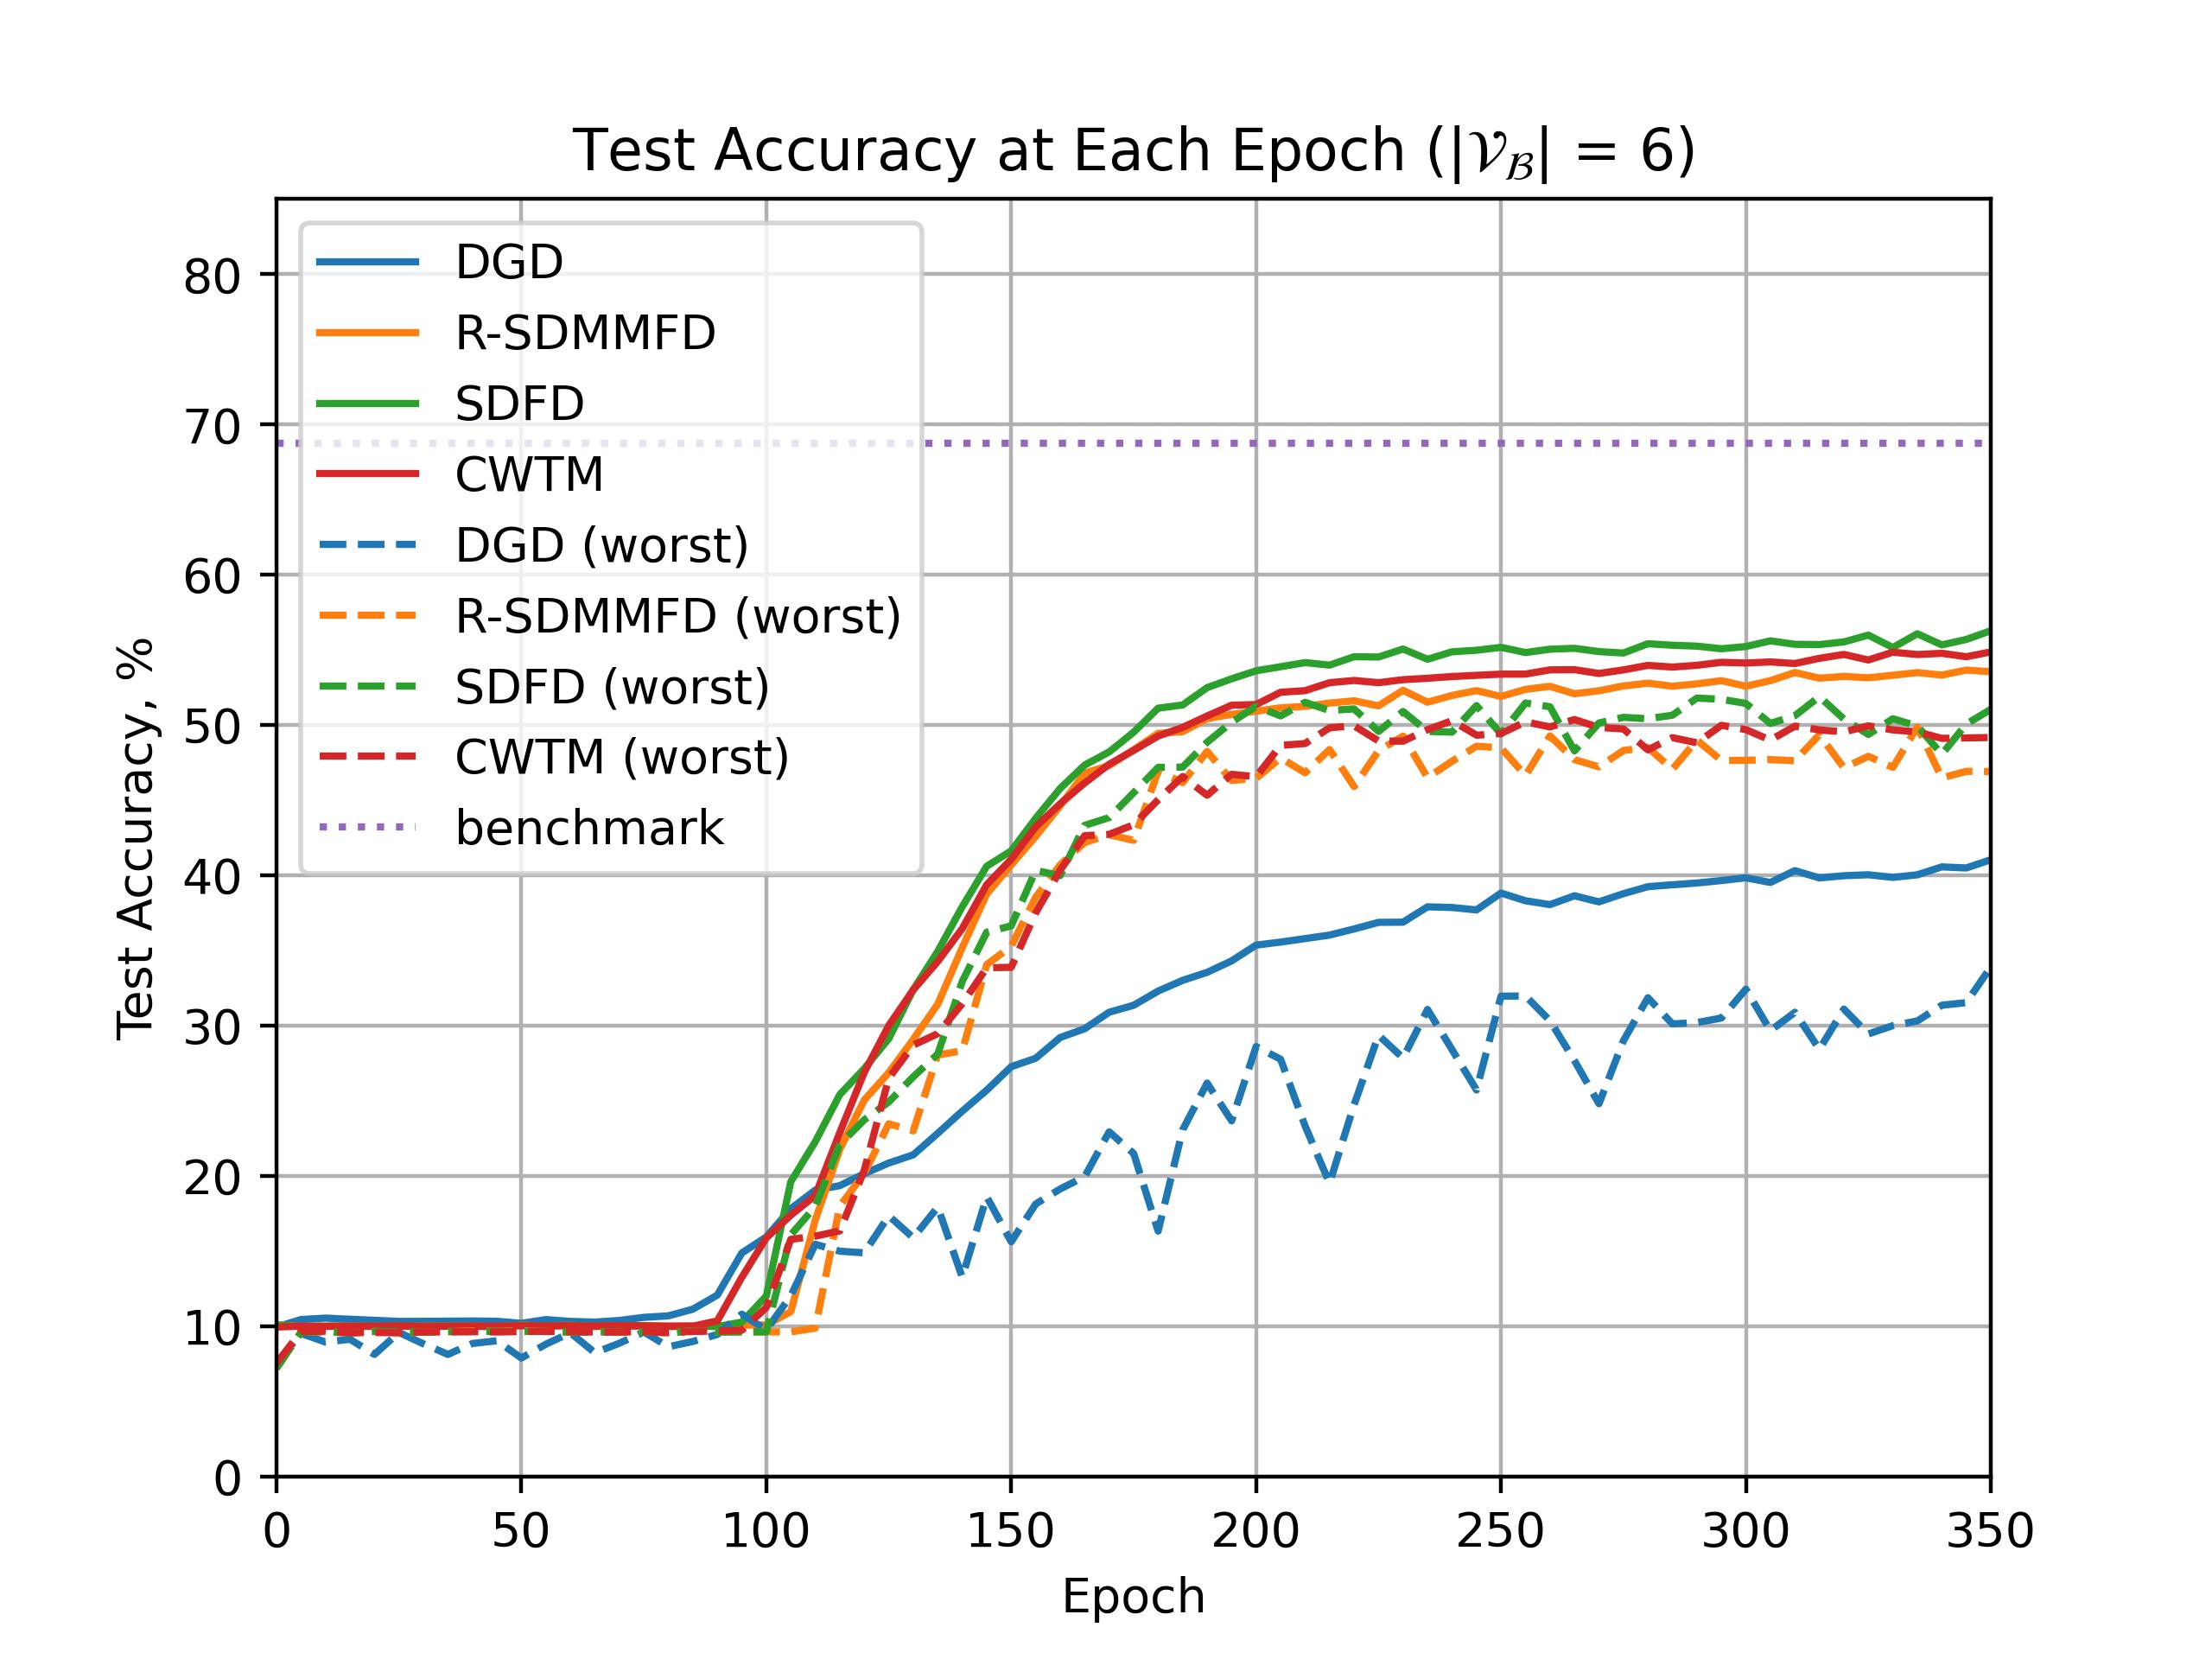 Test Accuracy at Each Epoch (|𝒱_ℬ| = 6)
80
70
60
50
40
30
20
10
0
Test Accuracy, %
DGD
R-SDMMFD
SDFD
CWTM
DGD (worst)
R-SDMMFD (worst)
SDFD (worst)
CWTM (worst)
benchmark
0 50 100 150 200 250 300 350
Epoch